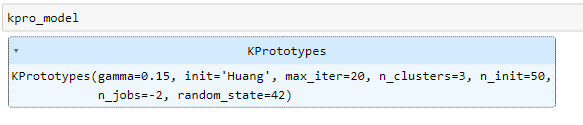 kpro_model
KPrototypes
KPrototypes(gamma=0.15, init='Huang', max_iter=20, n_clusters=3, n_init=50,
n_jobs=-2, random_state=42)